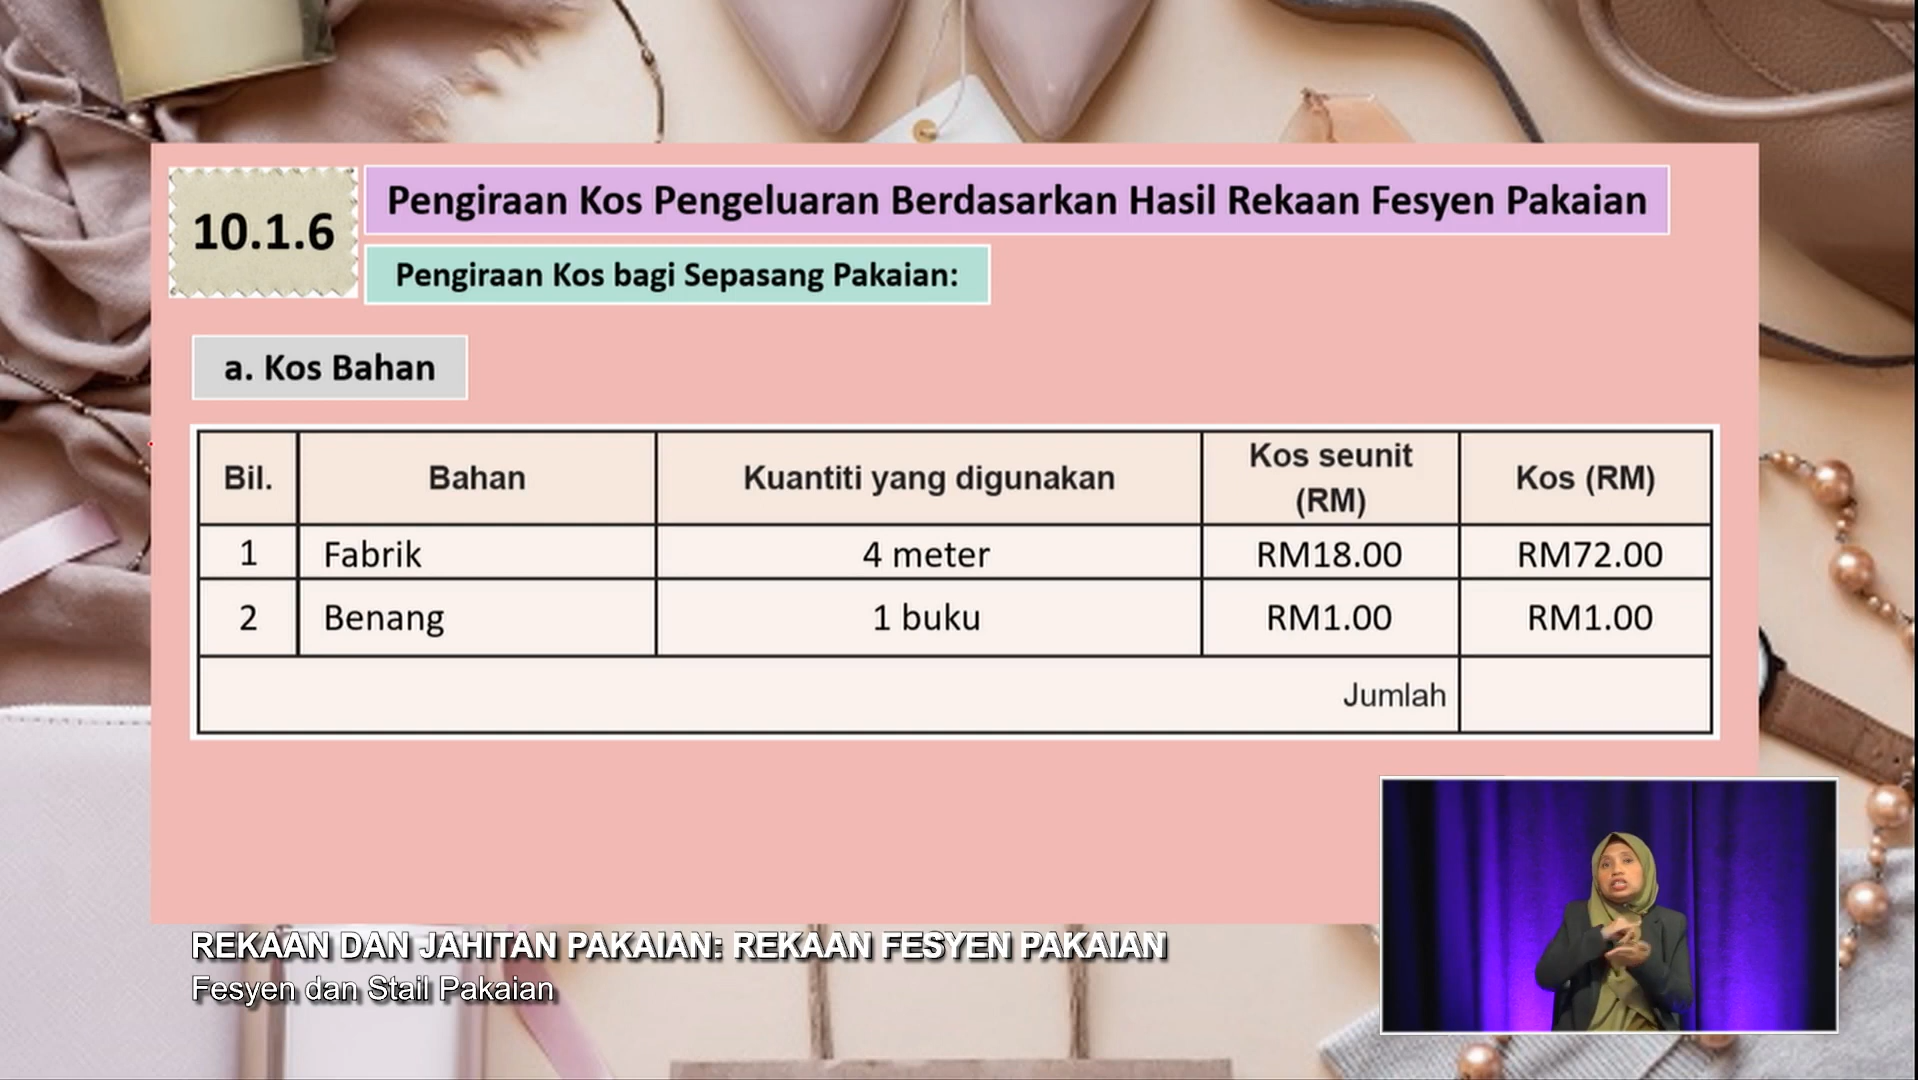 10.1.6
Pengiraan Kos Pengeluaran Berdasarkan Hasil Rekaan Fesyen Pakaian
Pengiraan Kos bagi Sepasang Pakaian:
a. Kos Bahan
Bil. Bahan Kuantiti yang digunakan Kos seunit (RM) Kos (RM)
1 Fabrik 4 meter RM18.00 RM72.00
2 Benang 1 buku RM1.00 RM1.00
Jumlah
REKAAN DAN JAHITAN PAKAIAN: REKAAN FESYEN PAKAIAN
Fesyen dan Stail Pakaian